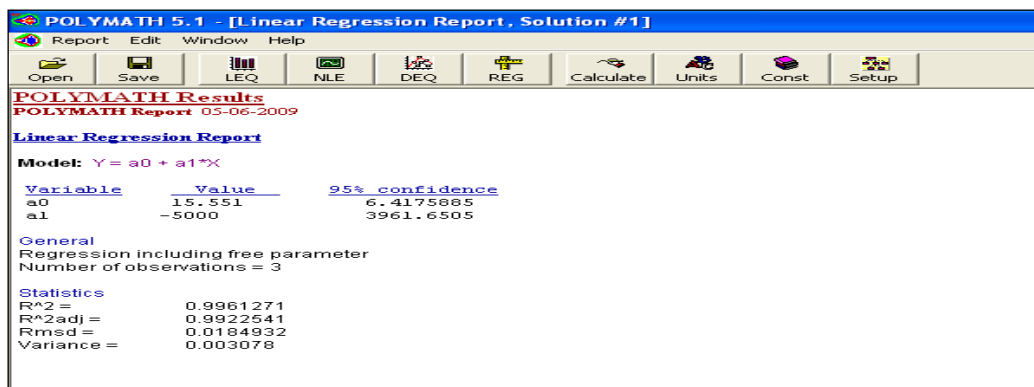 POLYMATH 5.1 - [Linear Regression Report, Solution #1]
Report Edit Window Help
Open Save LEQ NLE DEQ REG Calculate Units Const Setup
POLYMATH Results
POLYMATH Report 05-06-2009
Linear Regression Report
Model: Y = a0 + a1*X
Variable Value 95% confidence
a0 15.551 6.4175885
a1 -5000 3961.6505
General
Regression including free parameter
Number of observations = 3
Statistics
R^2 = 0.9961271
R^2adj = 0.9922541
Rmsd = 0.0184932
Variance = 0.003078